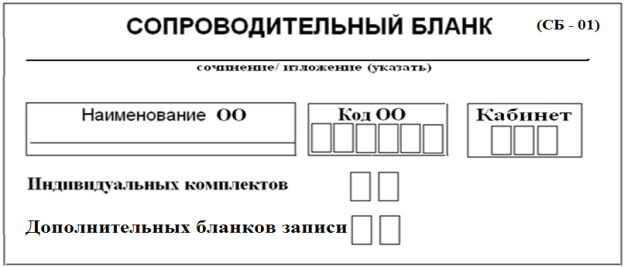 СОПРОВОДИТЕЛЬНЫЙ БЛАНК (СБ - 01)
сочинение/ изложение (указать)
Наименование ОО Код ОО Кабинет
Индивидуальных комплектов
Дополнительных бланков записи